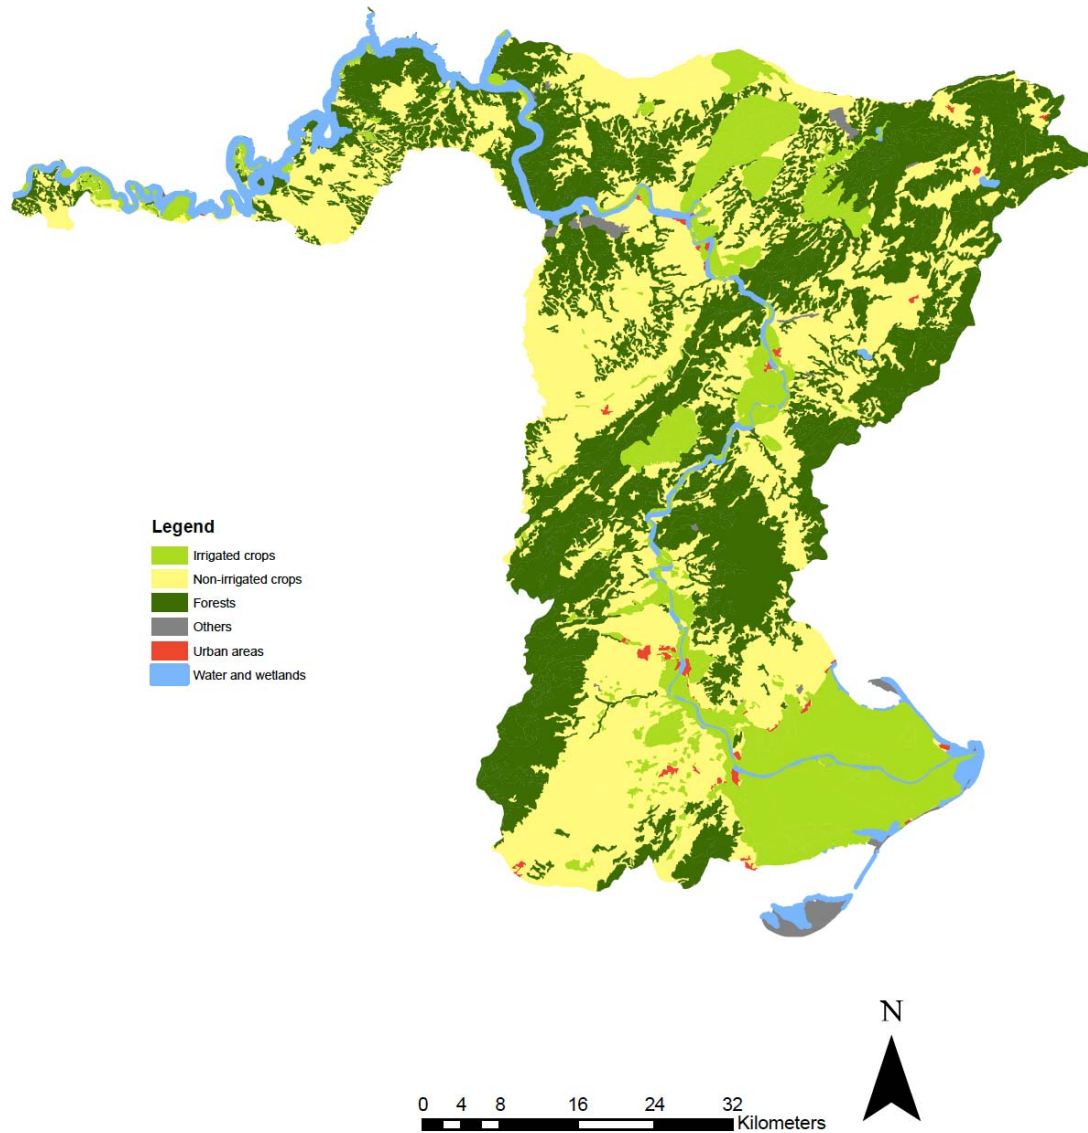 Legend
Irrigated crops
Non-irrigated crops
Forests
Others
Urban areas
Water and wetlands
N
0 4 8 16 24 32
Kilometers